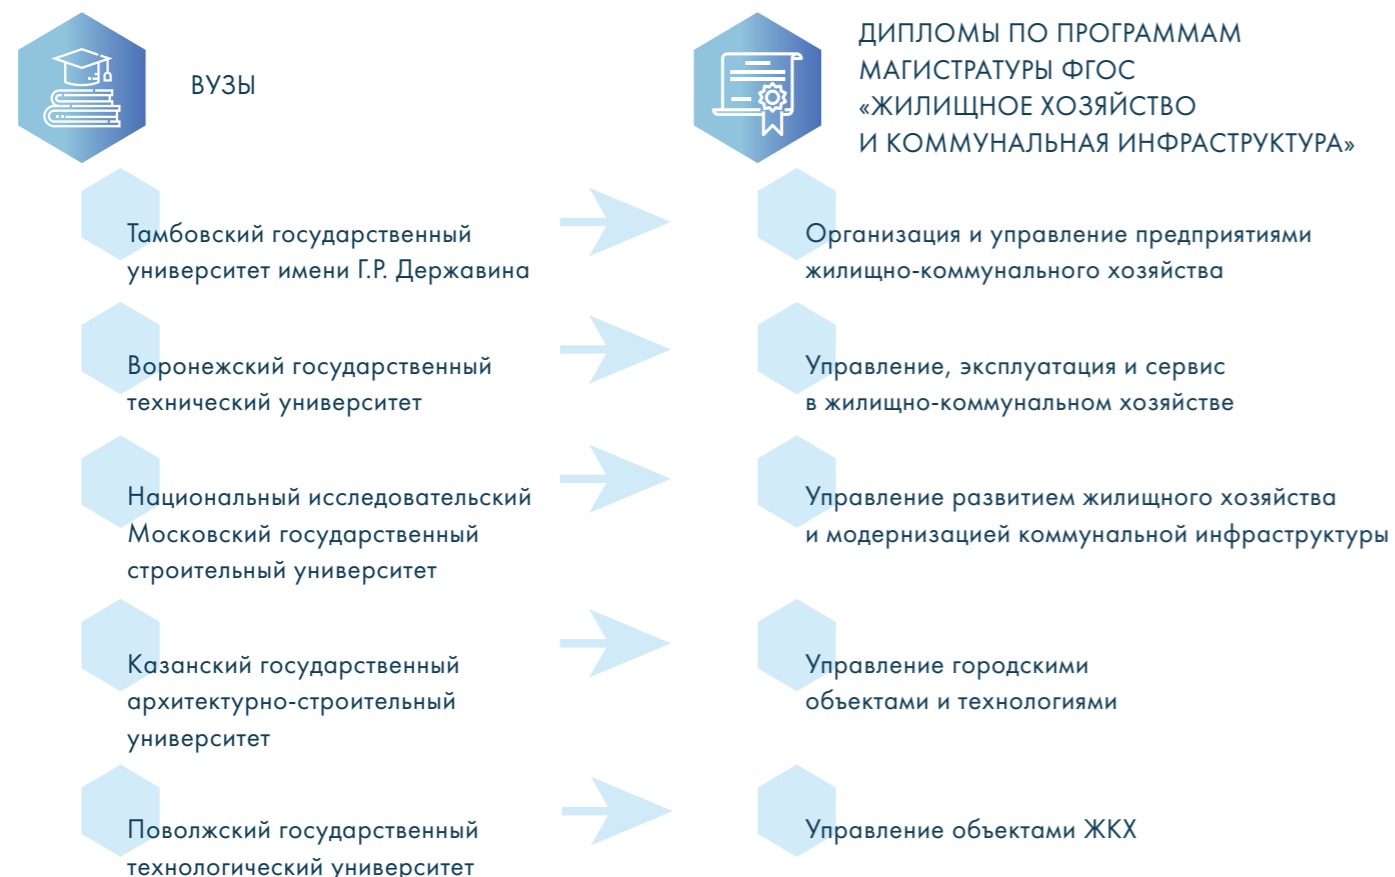 ВУЗЫ
ДИПЛОМЫ ПО ПРОГРАММАМ
МАГИСТРАТУРЫ ФГОС
«ЖИЛИЩНОЕ ХОЗЯЙСТВО
И КОММУНАЛЬНАЯ ИНФРАСТРУКТУРА»
Тамбовский государственный
университет имени Г.Р. Державина
Организация и управление предприятиями
жилищно-коммунального хозяйства
Воронежский государственный
технический университет
Управление, эксплуатация и сервис
в жилищно-коммунальном хозяйстве
Национальный исследовательский
Московский государственный
строительный университет
Управление развитием жилищного хозяйства
и модернизацией коммунальной инфраструктуры
Казанский государственный
архитектурно-строительный
университет
Управление городскими
объектами и технологиями
Поволжский государственный
технологический университет
Управление объектами ЖКХ